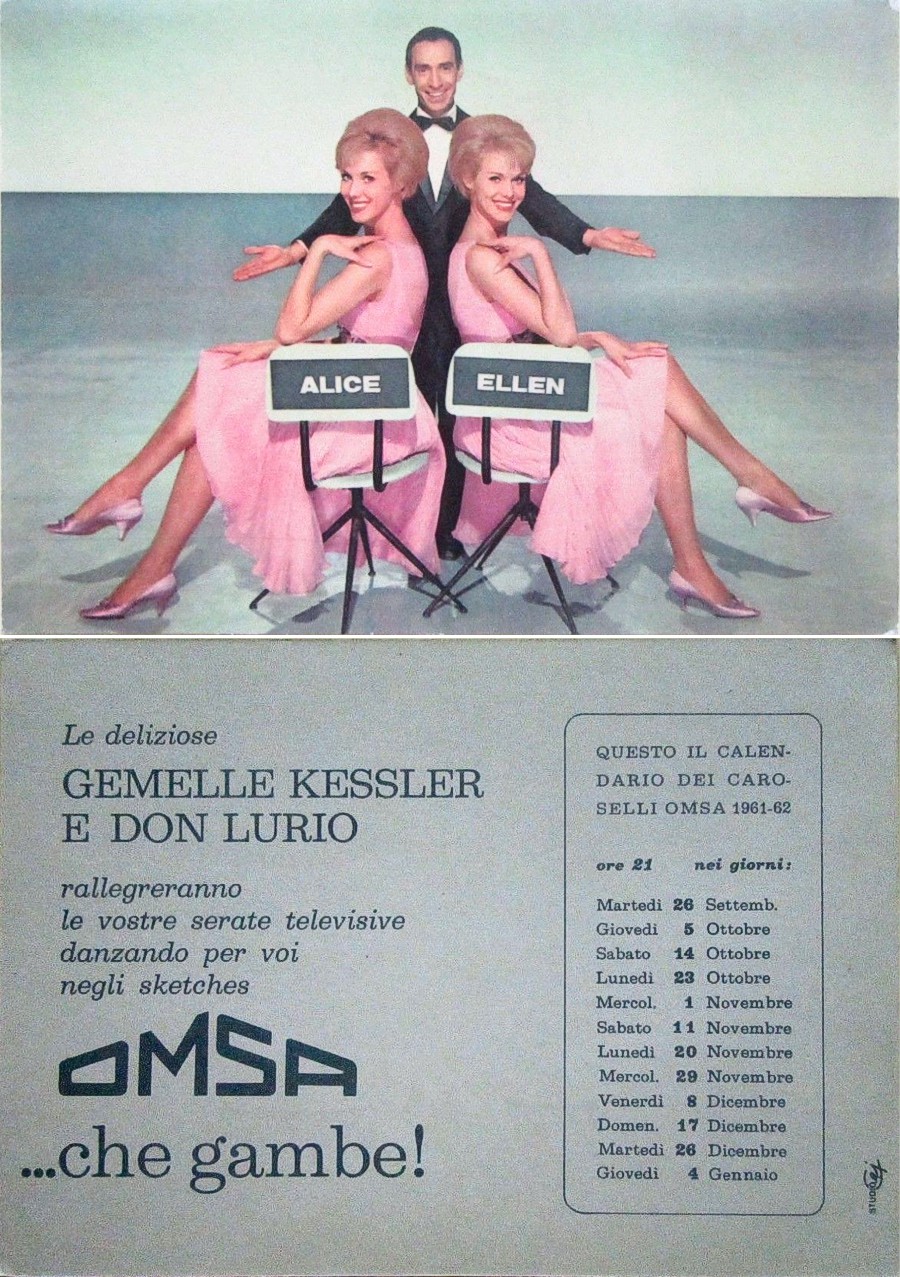 ALICE
ELLEN
Le deliziose
GEMELLE KESSLER
E DON LURIO
rallegreranno
le vostre serate televisive
danzando per voi
negli sketches
OMSA
...che gambe!
QUESTO IL CALEN-
DARIO DEI CARO-
SELLI OMSA 1961-62
ore 21 nei giorni:
Martedì 26 Settemb.
Giovedì 5 Ottobre
Sabato 14 Ottobre
Lunedì 23 Ottobre
Mercol. 1 Novembre
Sabato 11 Novembre
Lunedì 20 Novembre
Mercol. 29 Novembre
Venerdì 8 Dicembre
Domen. 17 Dicembre
Martedì 26 Dicembre
Giovedì 4 Gennaio
STUDIO